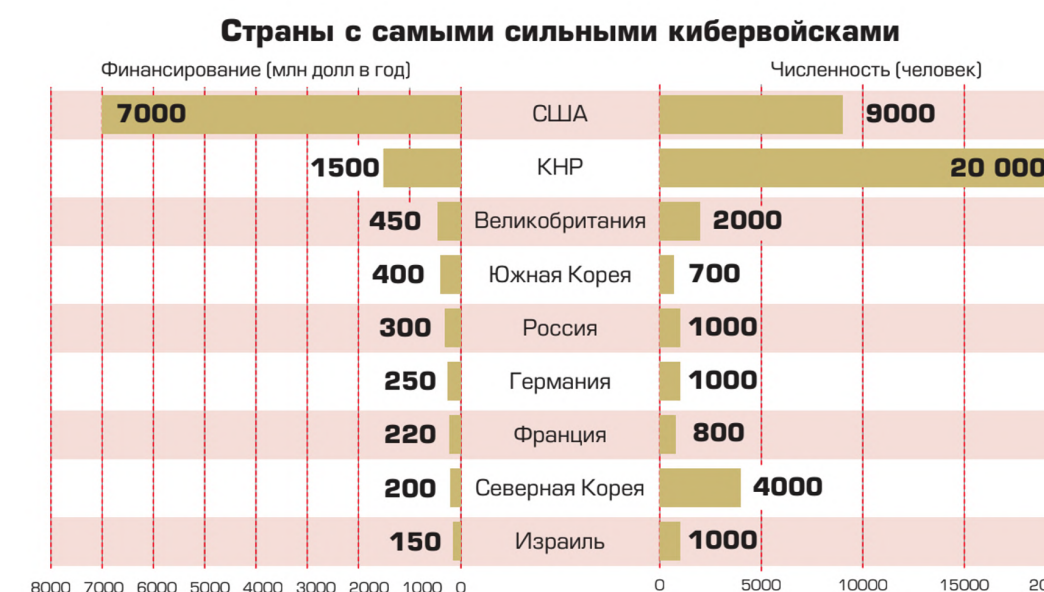 Страны с самыми сильными кибервойсками
Финансирование (млн долл в год) Численность (человек)
7000 США 9000
1500 КНР 20 000
450 Великобритания 2000
400 Южная Корея 700
300 Россия 1000
250 Германия 1000
220 Франция 800
200 Северная Корея 4000
150 Израиль 1000
8000 7000 6000 5000 4000 3000 2000 1000 0 0 5000 10000 15000